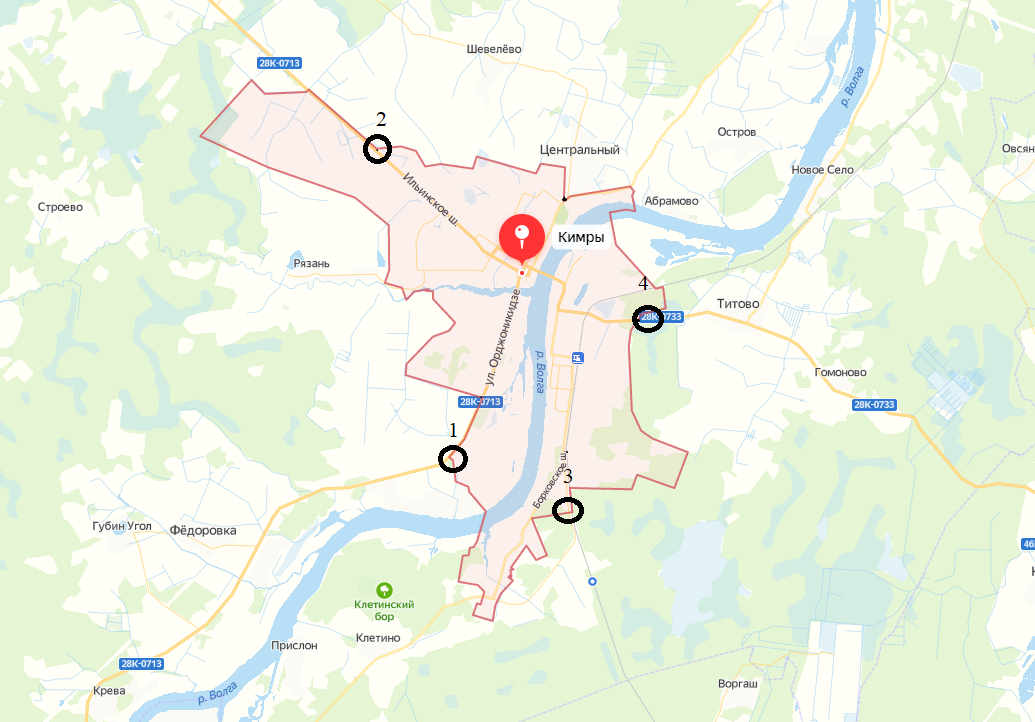 Шевелёво
28К-0713
р. Волга
2
Остров
Центральный
Овсян
Новое Село
Ильинское ш.
Абрамово
Строево
Кимры
Рязань
4
Титово
28К-0733
ул. Орджоникидзе
р. Волга
Гомоново
28К-0713
28К-0733
1
Борковское ш.
3
Губин Угол
Фёдоровка
46
Клетинский
бор
Клетино
Прислон
28К-0713
Крева
р. Волга
Воргаш